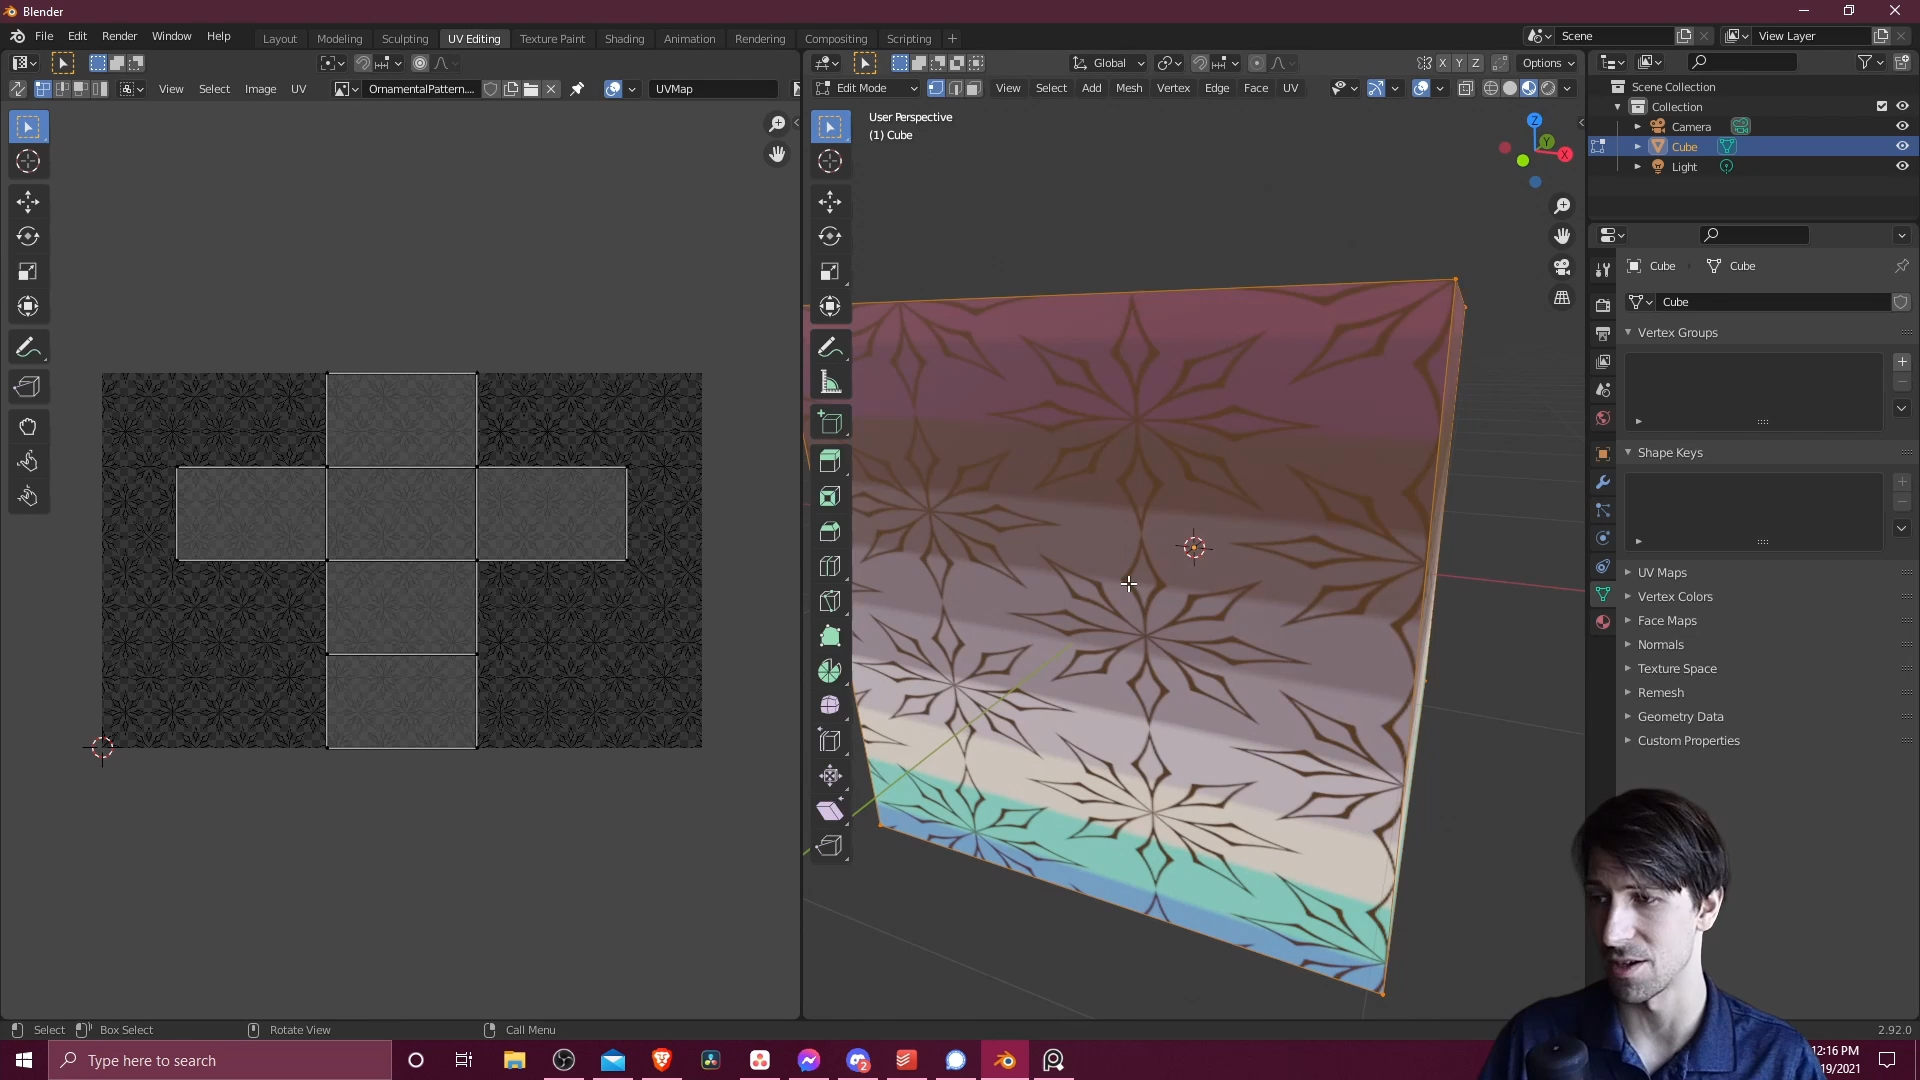 Blender
File Edit Render Window Help
Layout Modeling Sculpting UV Editing Texture Paint Shading Animation Rendering Compositing Scripting
Scene
View Layer
Global
X Y Z
Options
View Select Image UV
OrnamentalPattern...
UVMap
Edit Mode
View Select Add Mesh Vertex Edge Face UV
User Perspective
(1) Cube
Z
Y
X
Scene Collection
Collection
Camera
Cube
Light
Cube
Cube
Cube
Vertex Groups
Shape Keys
UV Maps
Vertex Colors
Face Maps
Normals
Texture Space
Remesh
Geometry Data
Custom Properties
Select
Box Select
Rotate View
Call Menu
2.92.0
Type here to search
2
12:16 PM
19/2021